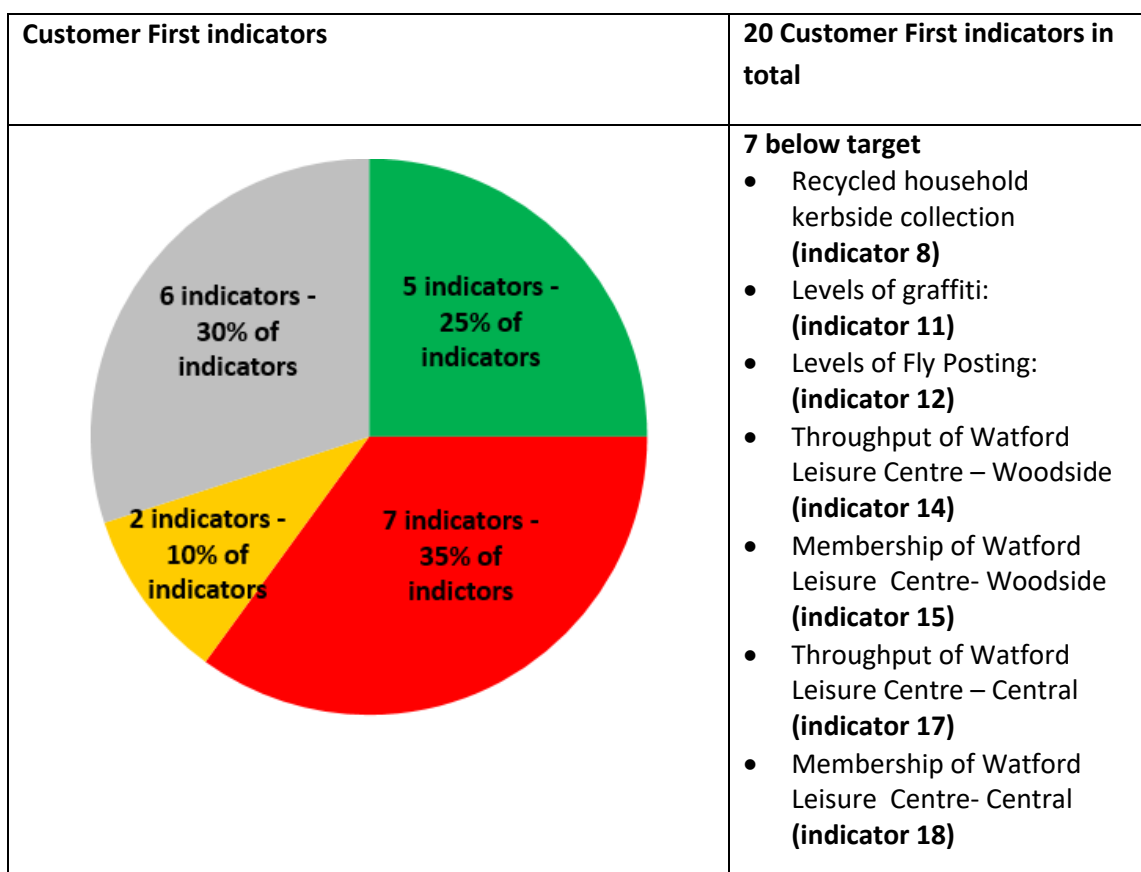 Customer First indicators
20 Customer First indicators in
total
6 indicators -
30% of
indicators
5 indicators -
25% of
indicators
2 indicators -
10% of
indicators
7 indicators -
35% of
indictors
7 below target
• Recycled household
kerbside collection
(indicator 8)
• Levels of graffiti:
(indicator 11)
• Levels of Fly Posting:
(indicator 12)
• Throughput of Watford
Leisure Centre – Woodside
(indicator 14)
• Membership of Watford
Leisure  Centre- Woodside
(indicator 15)
• Throughput of Watford
Leisure Centre – Central
(indicator 17)
• Membership of Watford
Leisure  Centre- Central
(indicator 18)